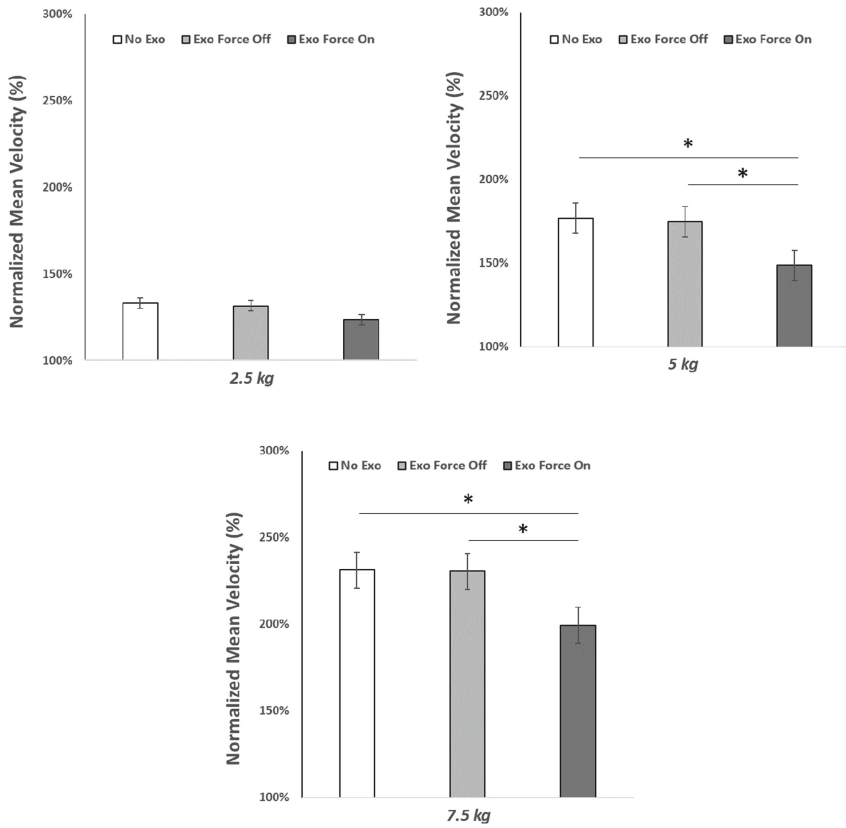 300%
No Exo Exo Force Off Exo Force On
250%
200%
150%
100%
Normalized Mean Velocity (%)
2.5 kg
300%
No Exo Exo Force Off Exo Force On
250%
*
*
200%
150%
100%
Normalized Mean Velocity (%)
5 kg
300%
No Exo Exo Force Off Exo Force On
*
*
250%
200%
150%
100%
Normalized Mean Velocity (%)
7.5 kg